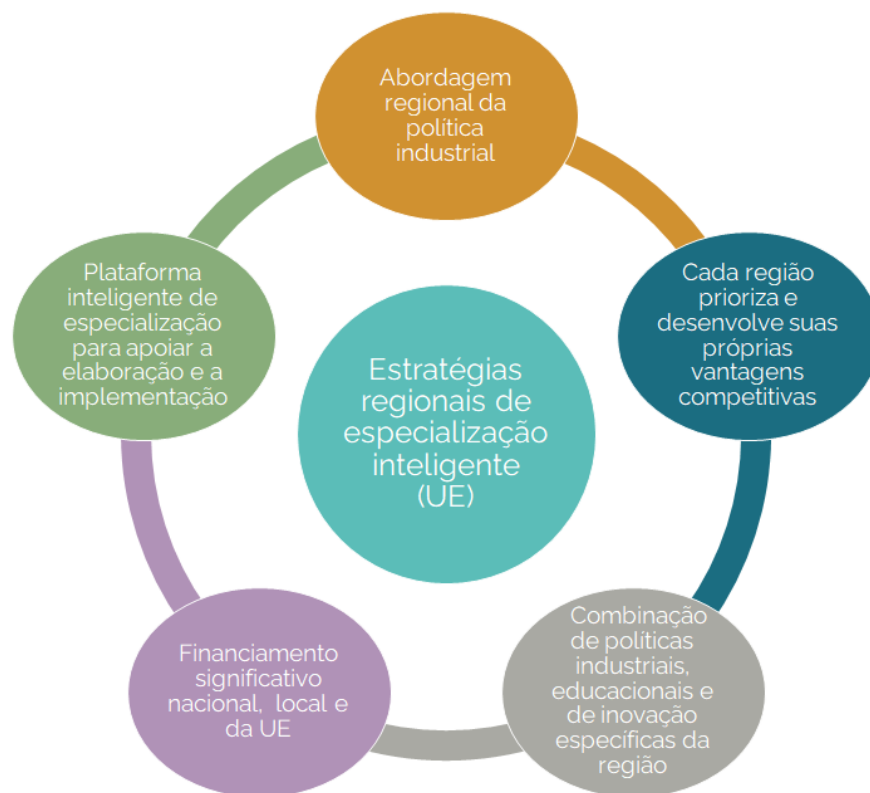 Abordagem
regional da
política
industrial
Cada região
prioriza e
desenvolve suas
próprias
vantagens
competitivas
Combinação
de políticas
industriais,
educacionais e
de inovação
específicas da
região
Financiamento
significativo
nacional, local e
da UE
Plataforma
inteligente de
especialização
para apoiar a
elaboração e a
implementação
Estratégias
regionais de
especialização
inteligente
(UE)